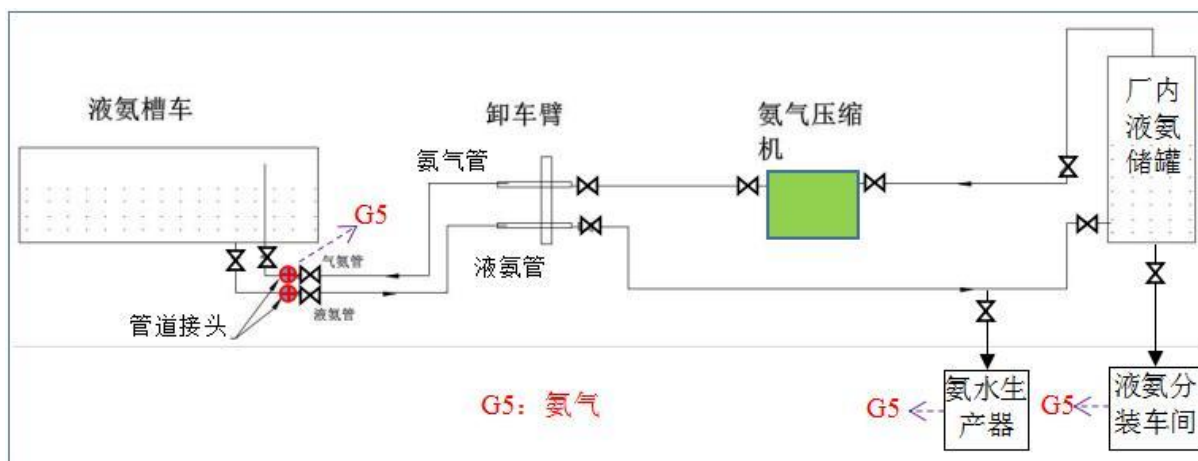 液氨槽车
卸车臂
氨气压缩
机
厂内
液氨
储罐
氨气管
G5
气氨管
液氨管
管道接头
液氨管
G5：氨气
G5
氨水生
产器
G5
液氨分
装车间